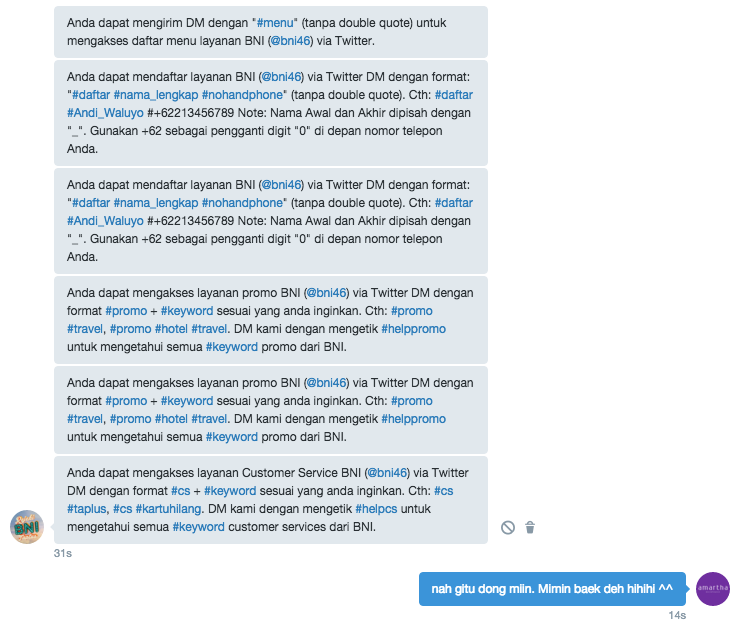 Anda dapat mengirim DM dengan "#menu" (tanpa double quote) untuk
mengakses daftar menu layanan BNI (@bni46) via Twitter.
Anda dapat mendaftar layanan BNI (@bni46) via Twitter DM dengan format:
"#daftar #nama_lengkap #nohandphone" (tanpa double quote). Cth: #daftar
#Andi_Waluyo #+62213456789 Note: Nama Awal dan Akhir dipisah dengan
"_". Gunakan +62 sebagai pengganti digit "0" di depan nomor telepon
Anda.
Anda dapat mendaftar layanan BNI (@bni46) via Twitter DM dengan format:
"#daftar #nama_lengkap #nohandphone" (tanpa double quote). Cth: #daftar
#Andi_Waluyo #+62213456789 Note: Nama Awal dan Akhir dipisah dengan
"_". Gunakan +62 sebagai pengganti digit "0" di depan nomor telepon
Anda.
Anda dapat mengakses layanan promo BNI (@bni46) via Twitter DM dengan
format #promo + #keyword sesuai yang anda inginkan. Cth: #promo
#travel, #promo #hotel #travel. DM kami dengan mengetik #helppromo
untuk mengetahui semua #keyword promo dari BNI.
Anda dapat mengakses layanan promo BNI (@bni46) via Twitter DM dengan
format #promo + #keyword sesuai yang anda inginkan. Cth: #promo
#travel, #promo #hotel #travel. DM kami dengan mengetik #helppromo
untuk mengetahui semua #keyword promo dari BNI.
Anda dapat mengakses layanan Customer Service BNI (@bni46) via Twitter
DM dengan format #cs + #keyword sesuai yang anda inginkan. Cth: #cs
#taplus, #cs #kartuhilang. DM kami dengan mengetik #helpcs untuk
mengetahui semua #keyword customer services dari BNI.
BNI
31s
nah gitu dong miin. Mimin baek deh hihihi ^^
amartha
14s